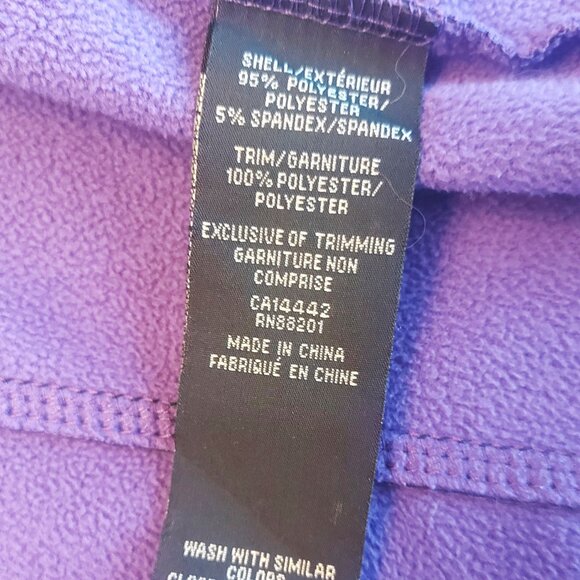 SHELL/EXTÉRIEUR
95% POLYESTER/
POLYESTER
5% SPANDEX/SPANDEX
TRIM/GARNITURE
100% POLYESTER/
POLYESTER
EXCLUSIVE OF TRIMMING
GARNITURE NON
COMPRISE
CA14442
RN88201
MADE IN CHINA
FABRIQUÉ EN CHINE
WASH WITH SIMILAR
COLORS